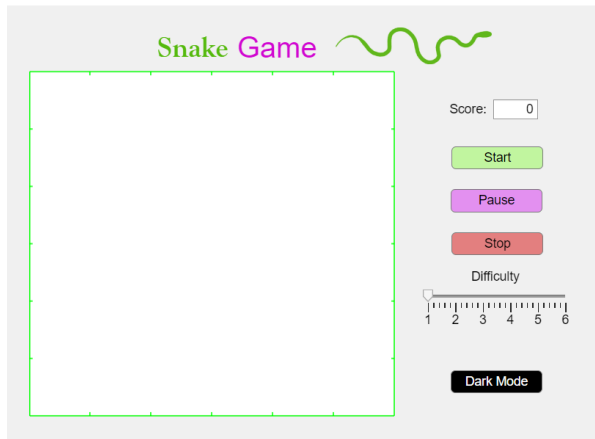 Snake Game
Score: 0
Start
Pause
Stop
Difficulty
1 2 3 4 5 6
Dark Mode